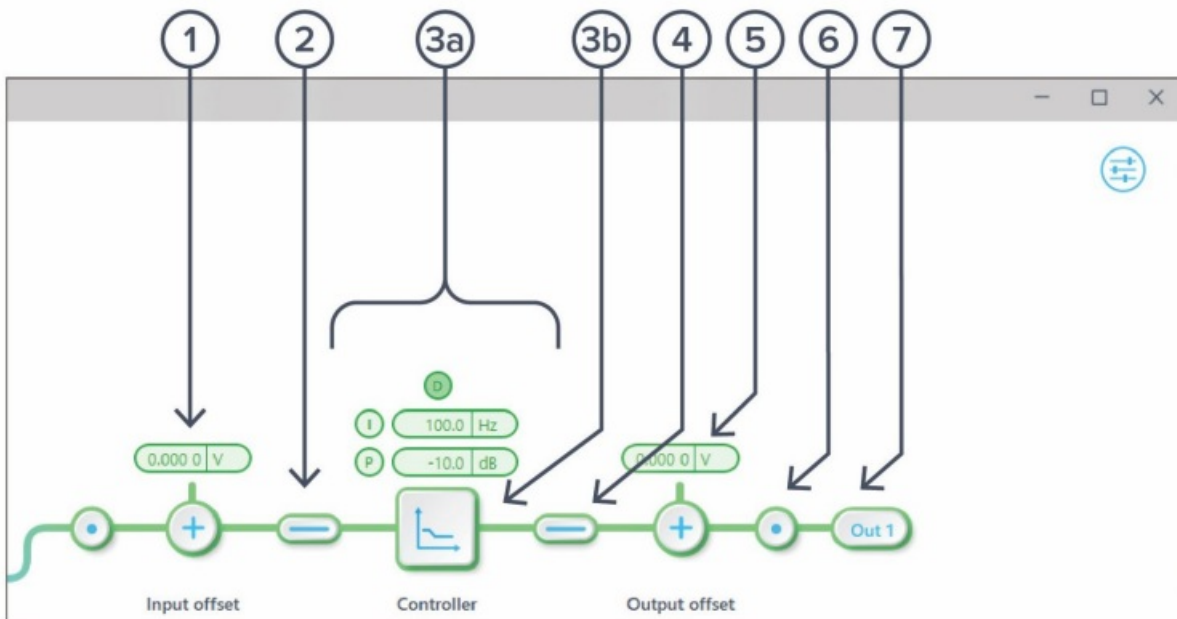 1 2 3a 3b 4 5 6 7
D
I 100.0 Hz
0.000 0 V P -10.0 dB 0.000 0 V
Out 1
Input offset Controller Output offset